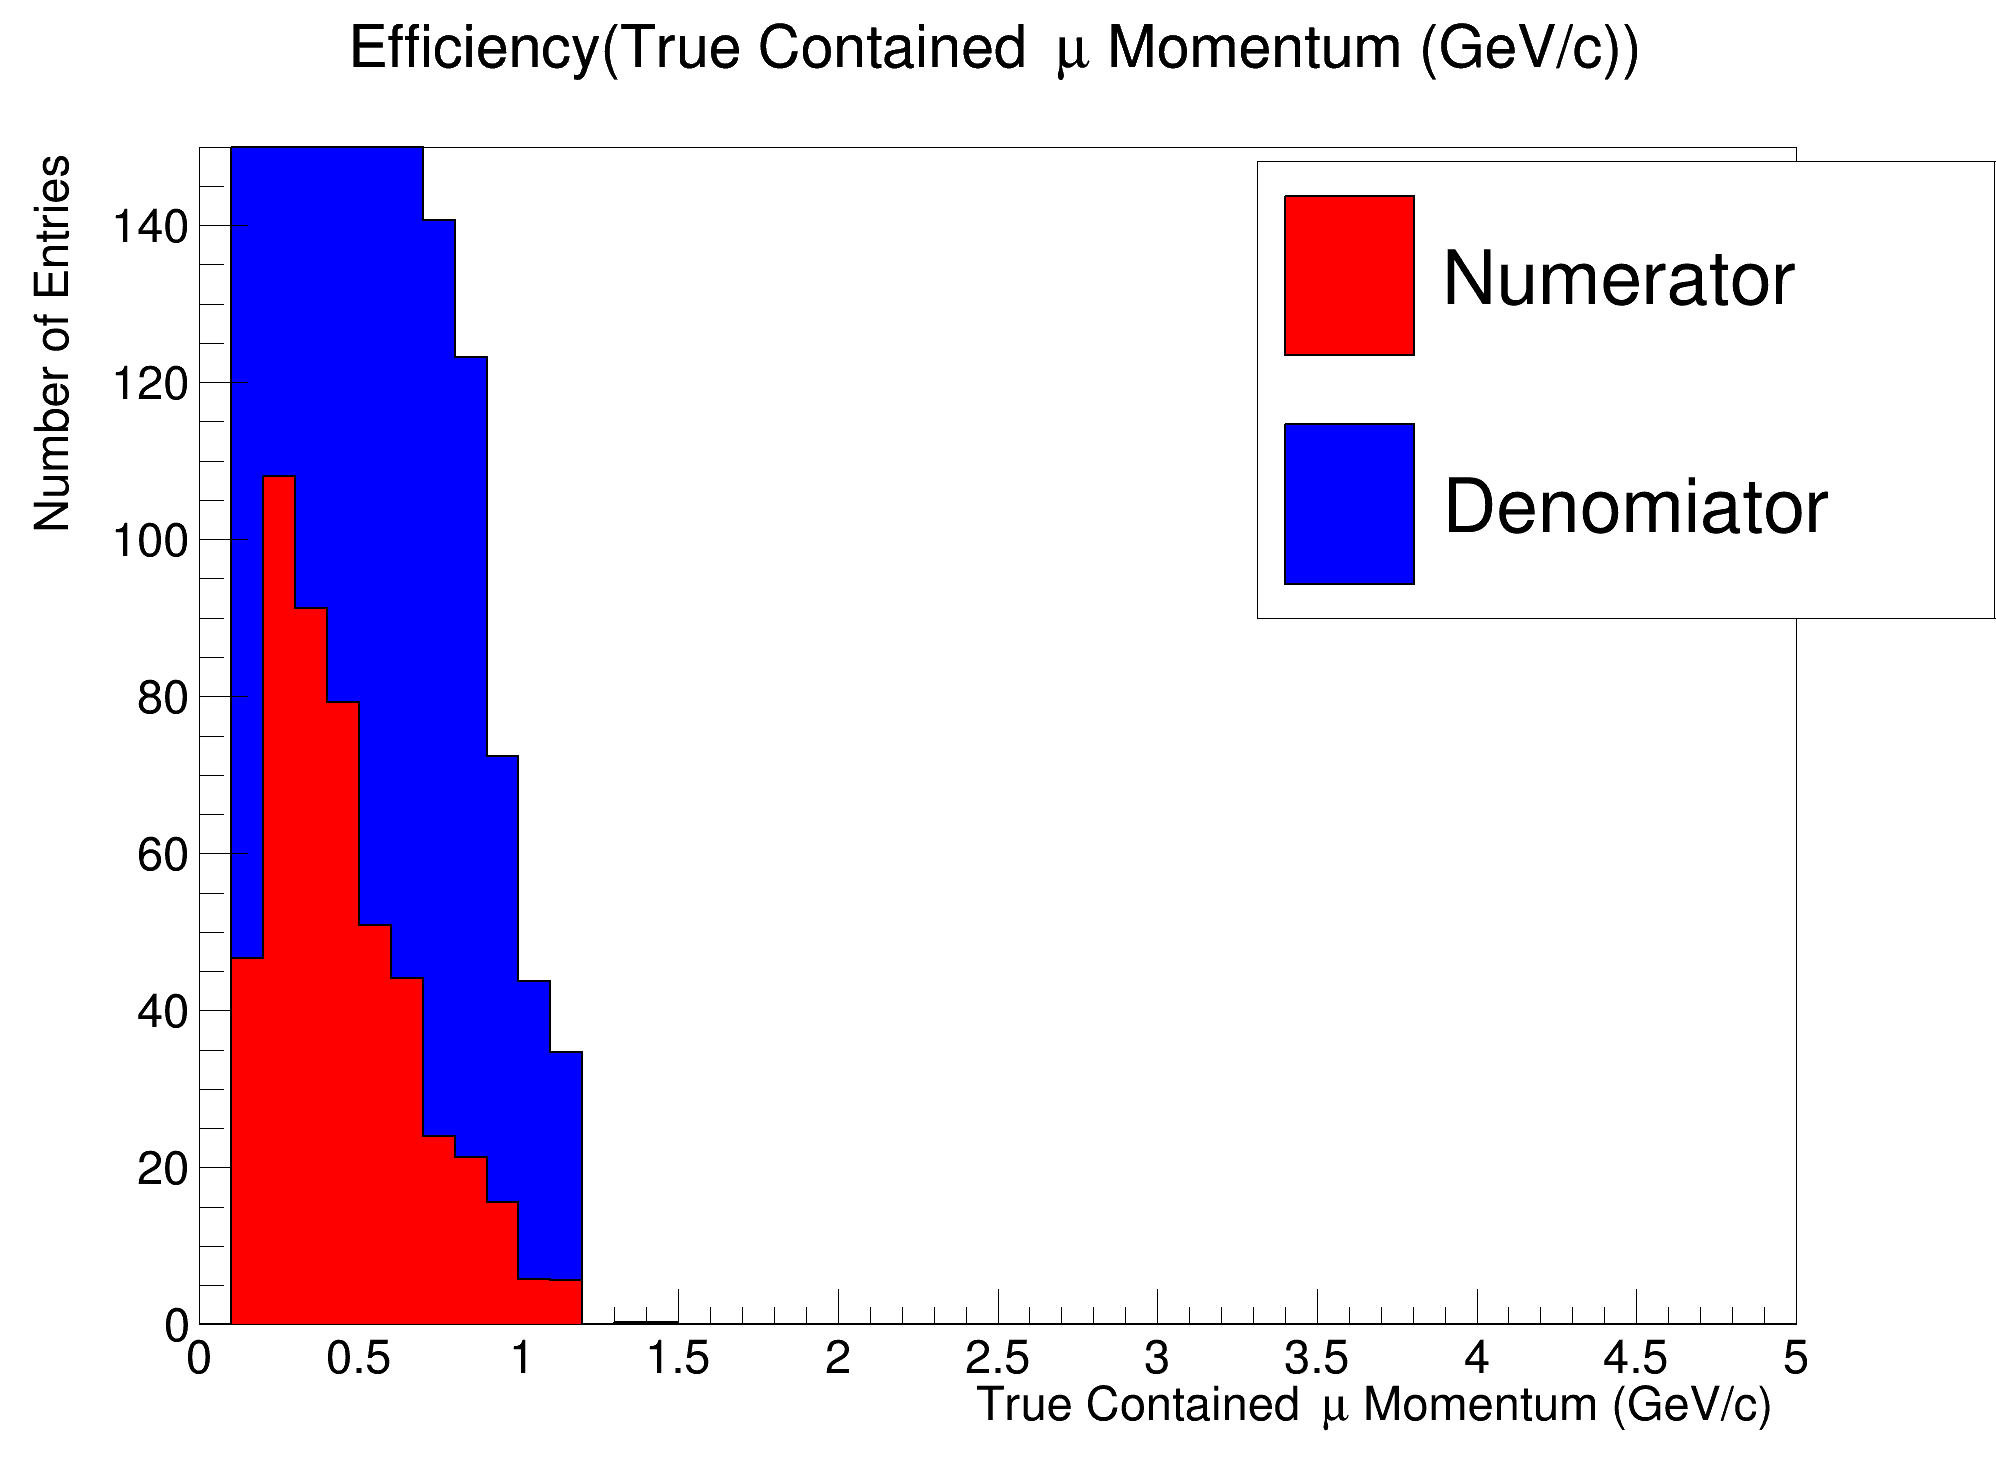 Efficiency(True Contained μ Momentum (GeV/c))
Number of Entries
140
120
100
80
60
40
20
0
Numerator
Denomiator
0 0.5 1 1.5 2 2.5 3 3.5 4 4.5 5
True Contained μ Momentum (GeV/c)